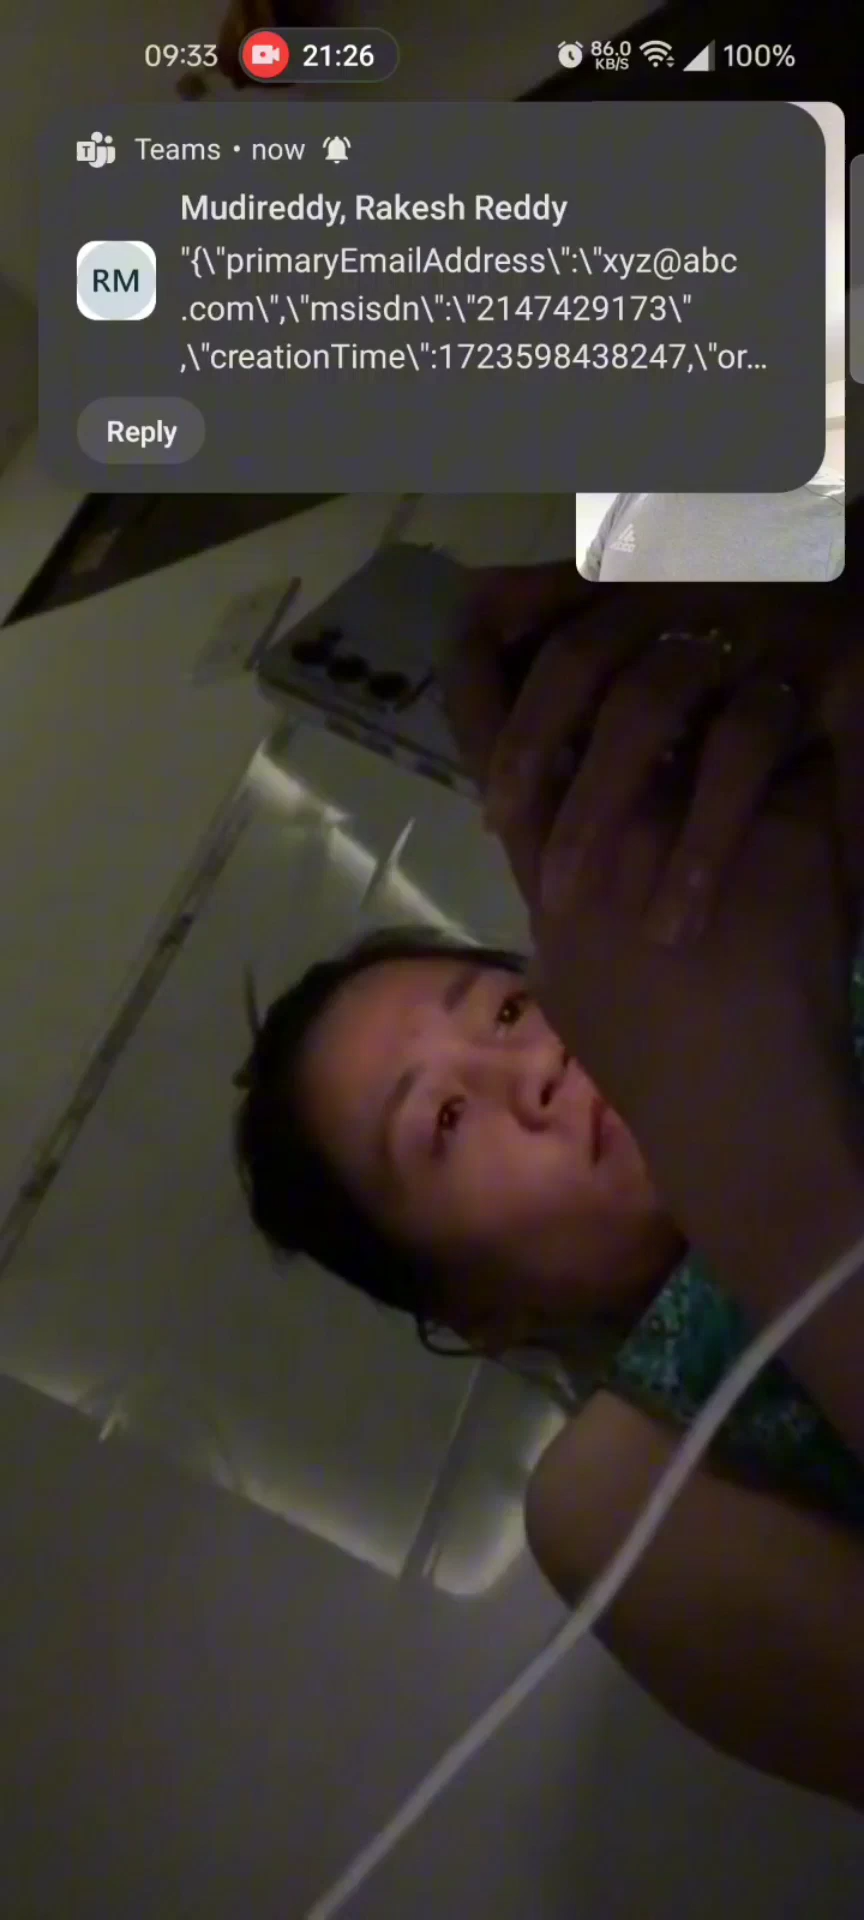 09:33 21:26 86.0 KB/S 100%
Teams • now
Mudireddy, Rakesh Reddy
RM
"{\"primaryEmailAddress\":\"xyz@abc
.com\",\"msisdn\":\"2147429173\"
,\"creationTime\":1723598438247,\"or...
Reply